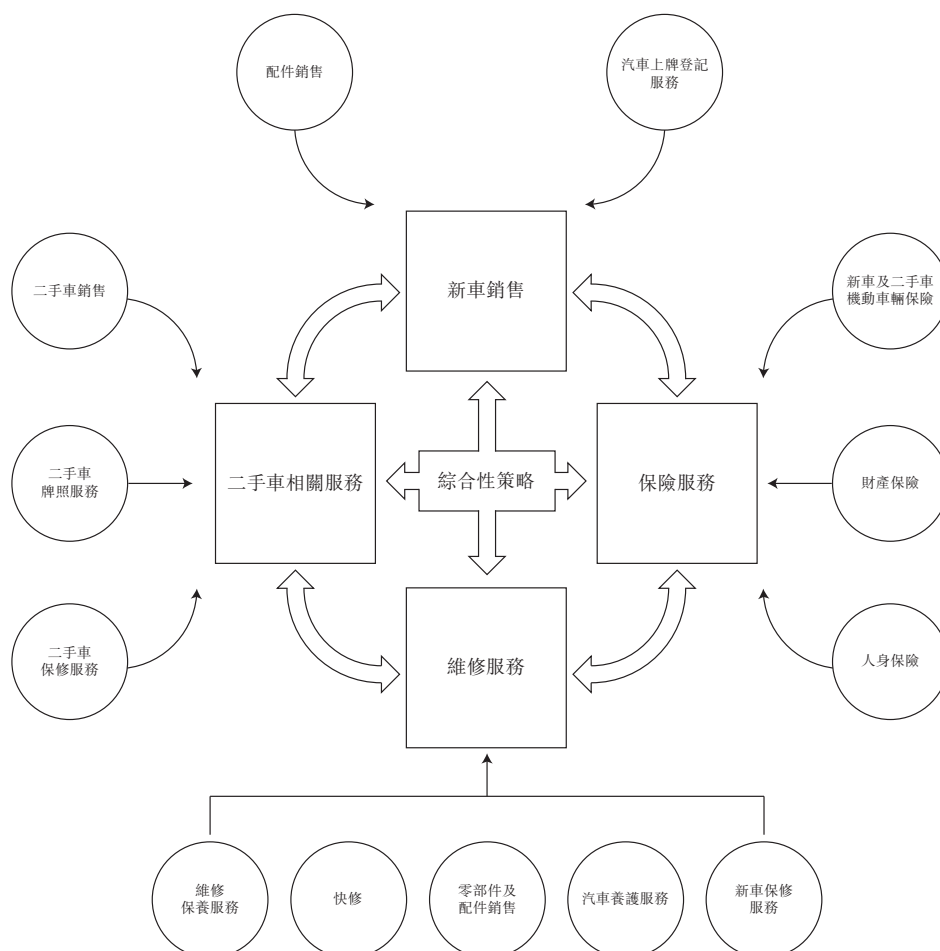 配件銷售
汽車上牌登記
服務
新車銷售
二手車銷售
新車及二手車
機動車輛保險
二手車相關服務
綜合性策略
保險服務
二手車
牌照服務
財產保險
二手車
保修服務
維修服務
人身保險
維修
保養服務
快修
零部件及
配件銷售
汽車養護服務
新車保修
服務